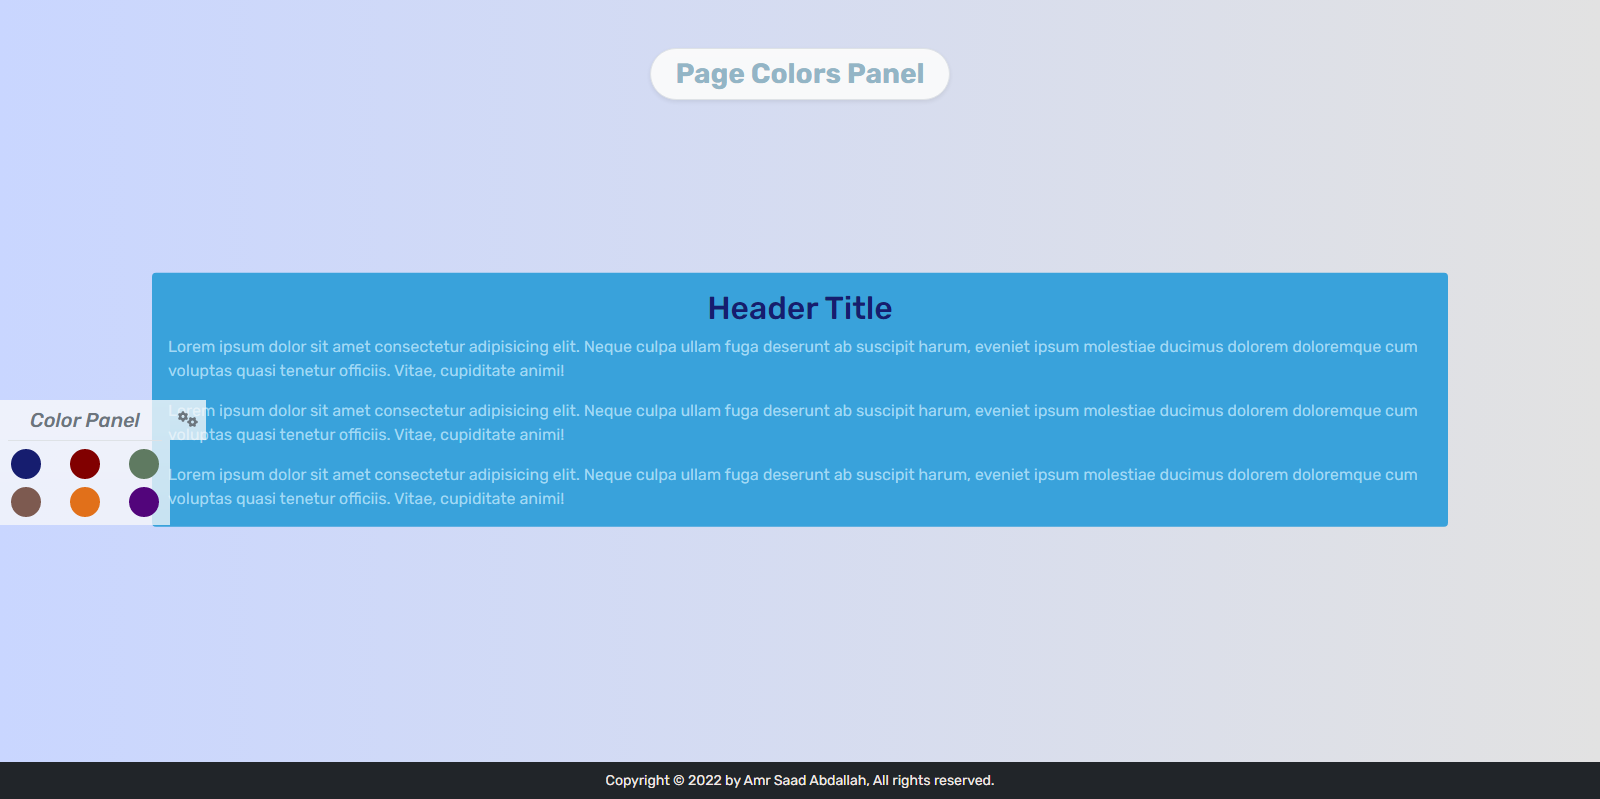 Page Colors Panel
Header Title
Lorem ipsum dolor sit amet consectetur adipisicing elit. Neque culpa ullam fuga deserunt ab suscipit harum, eveniet ipsum molestiae ducimus dolorem doloremque cum
voluptas quasi tenetur officiis. Vitae, cupiditate animi!
Lorem ipsum dolor sit amet consectetur adipisicing elit. Neque culpa ullam fuga deserunt ab suscipit harum, eveniet ipsum molestiae ducimus dolorem doloremque cum
voluptas quasi tenetur officiis. Vitae, cupiditate animi!
Lorem ipsum dolor sit amet consectetur adipisicing elit. Neque culpa ullam fuga deserunt ab suscipit harum, eveniet ipsum molestiae ducimus dolorem doloremque cum
voluptas quasi tenetur officiis. Vitae, cupiditate animi!
Color Panel
Copyright © 2022 by Amr Saad Abdallah, All rights reserved.